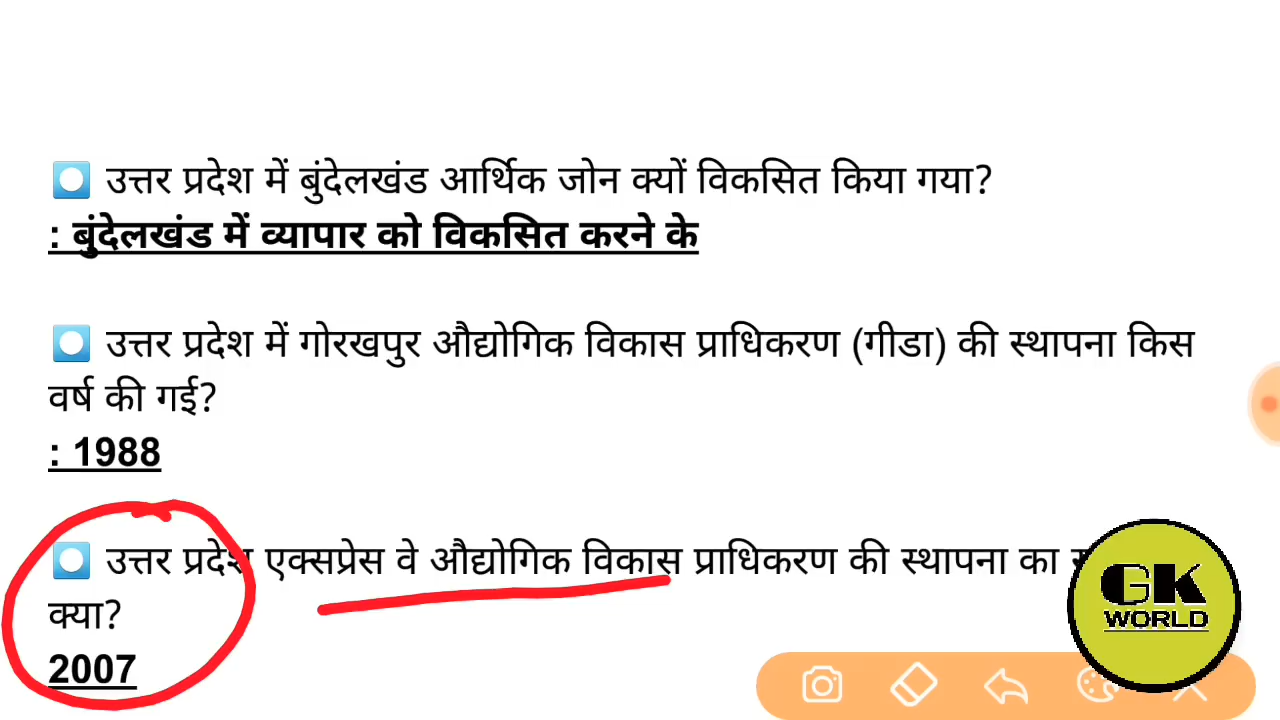 उत्तर प्रदेश में बुंदेलखंड आर्थिक जोन क्यों विकसित किया गया?
: बुंदेलखंड में व्यापार को विकसित करने के
उत्तर प्रदेश में गोरखपुर औद्योगिक विकास प्राधिकरण (गीडा) की स्थापना किस
वर्ष की गई?
: 1988
उत्तर प्रदेश एक्सप्रेस वे औद्योगिक विकास प्राधिकरण की स्थापना का
क्या?
2007
GK
WORLD